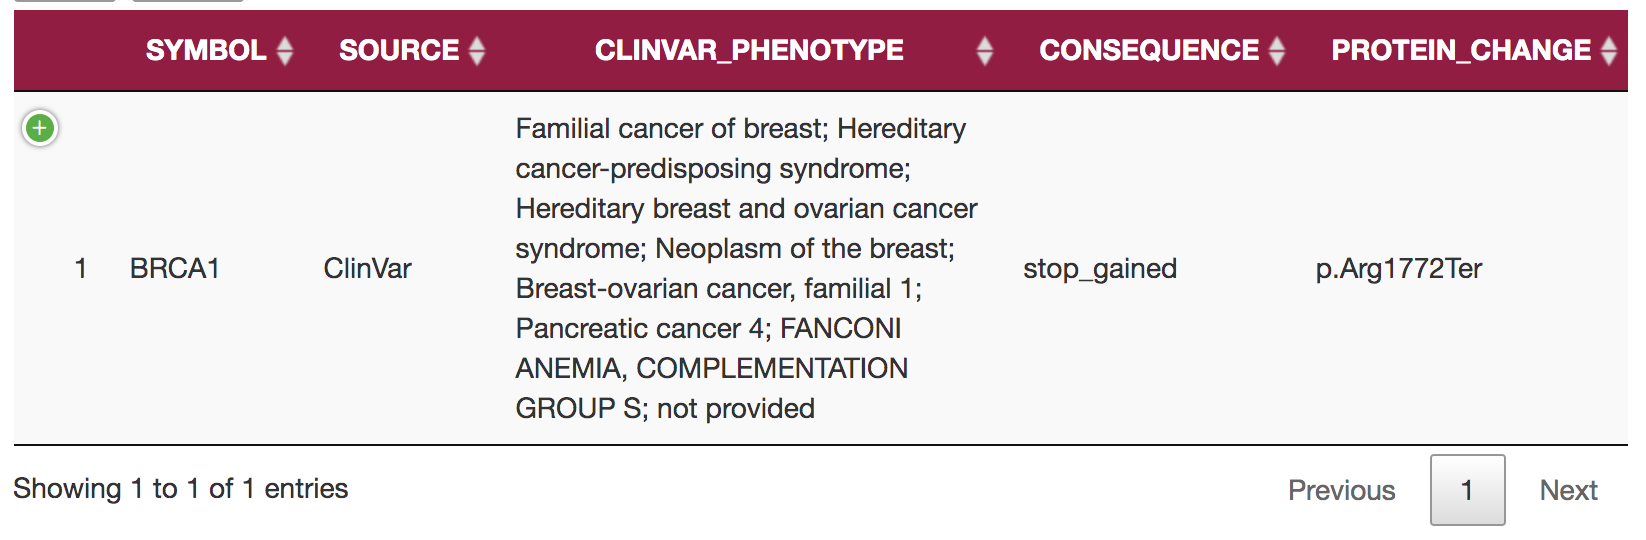 SYMBOL SOURCE CLINVAR_PHENOTYPE CONSEQUENCE PROTEIN_CHANGE
Familial cancer of breast; Hereditary
cancer-predisposing syndrome;
Hereditary breast and ovarian cancer
syndrome; Neoplasm of the breast;
1 BRCA1 ClinVar stop_gained p.Arg1772Ter
Breast-ovarian cancer, familial 1;
Pancreatic cancer 4; FANCONI
ANEMIA, COMPLEMENTATION
GROUP S; not provided
Showing 1 to 1 of 1 entries
Previous 1 Next